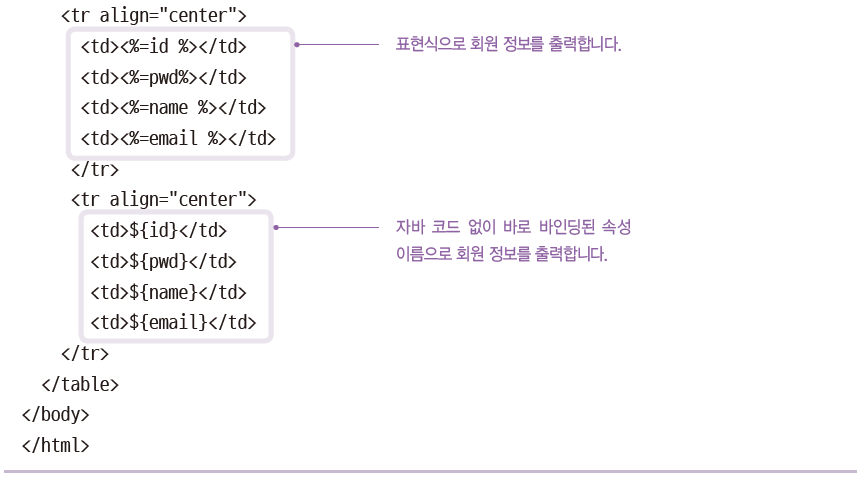 <tr align="center">
<td><%=id %></td>
표현식으로 회원 정보를 출력합니다.
<td><%=pwd%></td>
<td><%=name %></td>
<td><%=email %></td>
</tr>
<tr align="center">
<td>${id}</td>
자바 코드 없이 바로 바인딩된 속성
이름으로 회원 정보를 출력합니다.
<td>${pwd}</td>
<td>${name}</td>
<td>${email}</td>
</tr>
</table>
</body>
</html>